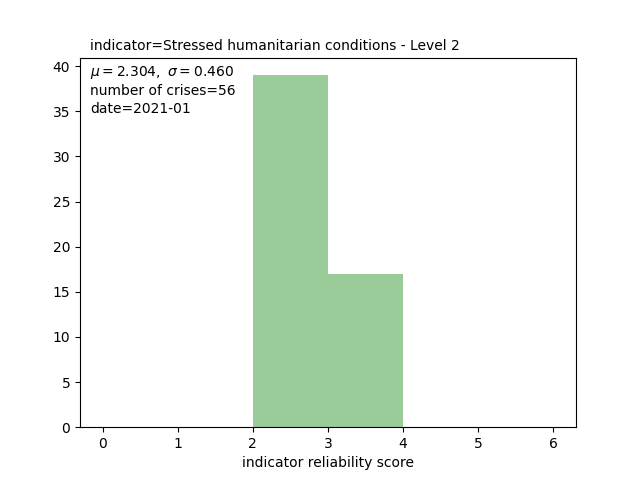 indicator=Stressed humanitarian conditions - Level 2
μ = 2.304, σ = 0.460
number of crises=56
date=2021-01
40
35
30
25
20
15
10
5
0
0 1 2 3 4 5 6
indicator reliability score